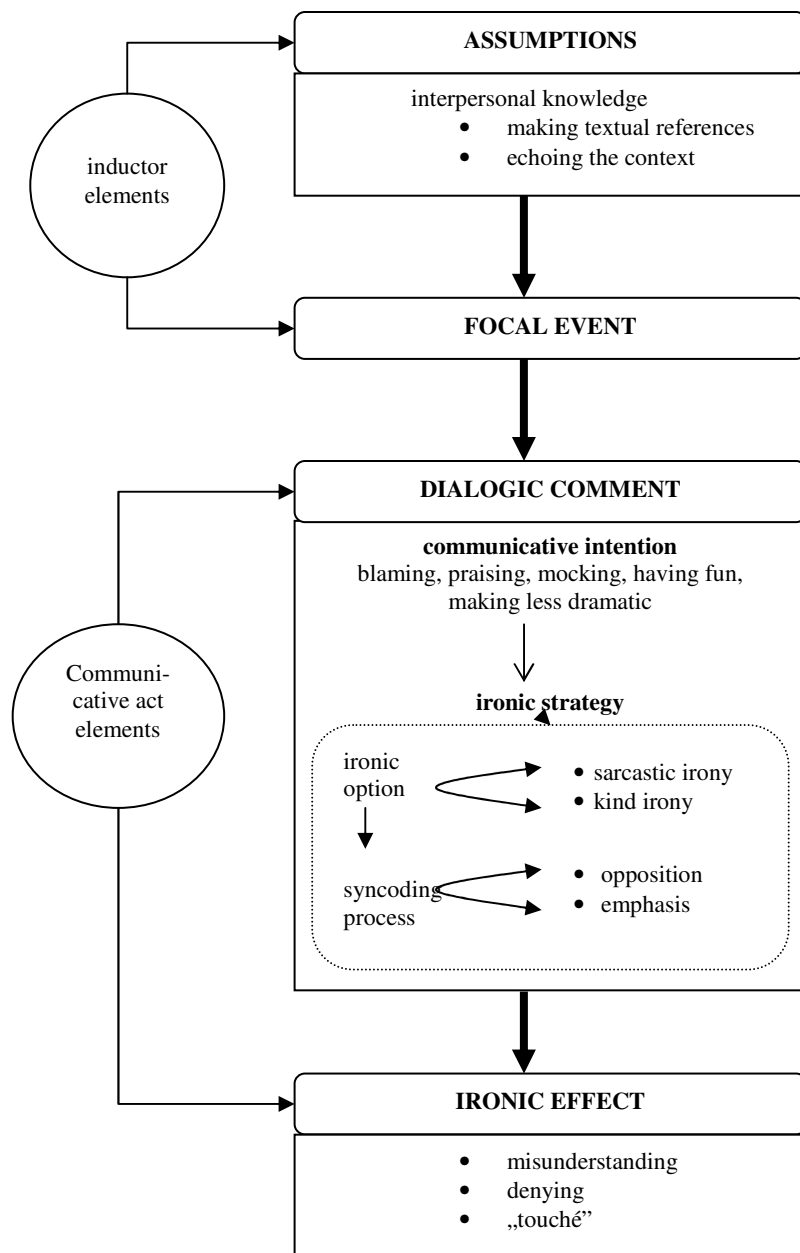 ASSUMPTIONS
interpersonal knowledge
• making textual references
• echoing the context
inductor
elements
FOCAL EVENT
DIALOGIC COMMENT
communicative intention
blaming, praising, mocking, having fun,
making less dramatic
Communi-
cative act
elements
ironic strategy
ironic
option
• sarcastic irony
• kind irony
syncoding
process
• opposition
• emphasis
IRONIC EFFECT
• misunderstanding
• denying
• „touché”